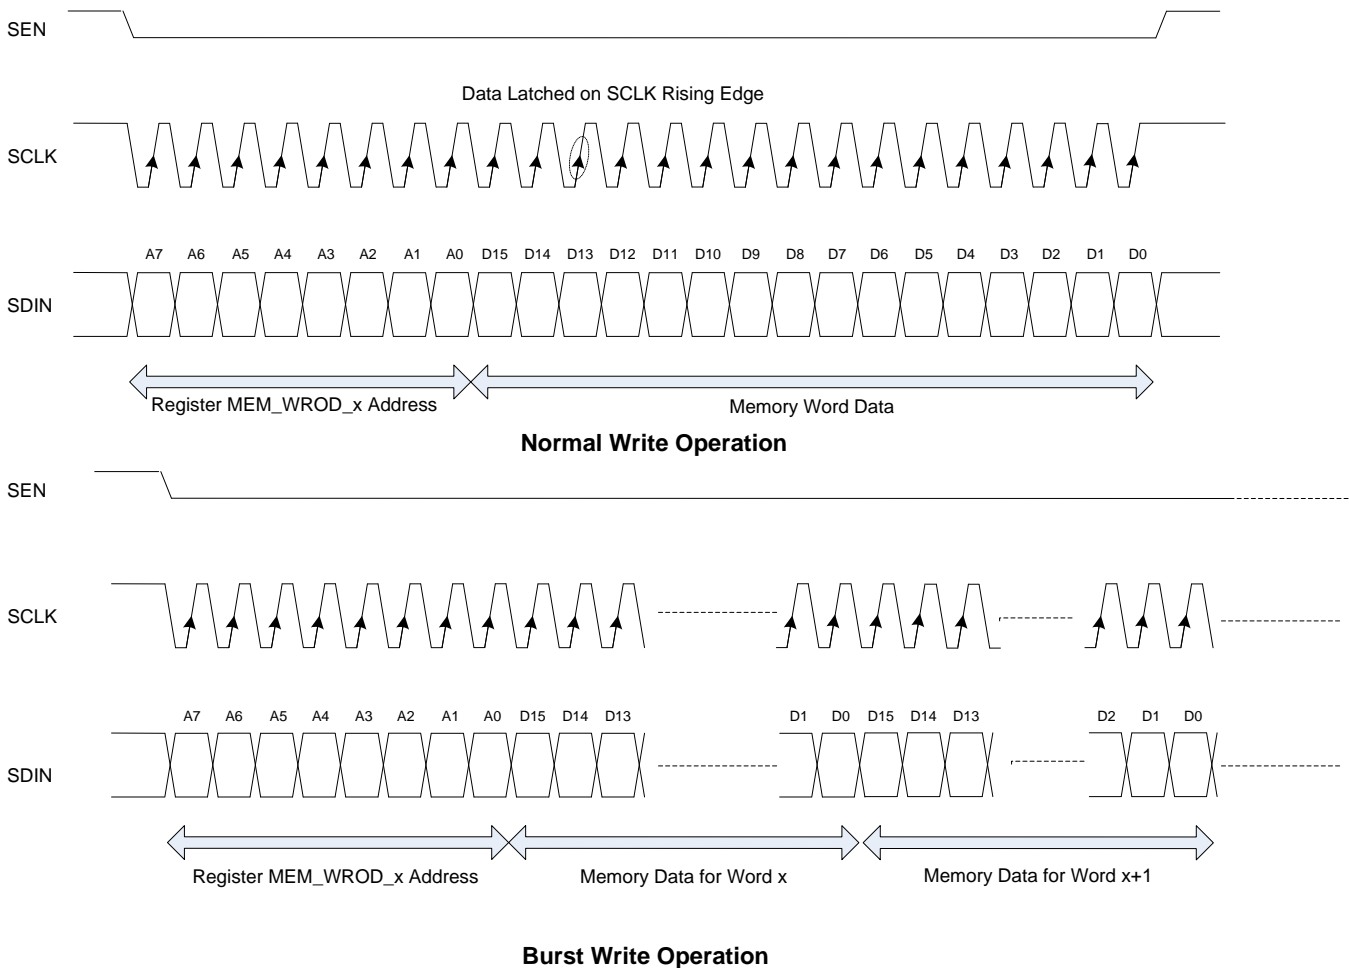 SEN
Data Latched on SCLK Rising Edge
SCLK
A7 A6 A5 A4 A3 A2 A1 A0 D15 D14 D13 D12 D11 D10 D9 D8 D7 D6 D5 D4 D3 D2 D1 D0
SDIN
Register MEM_WROD_x Address Memory Word Data
Normal Write Operation
SEN
SCLK
A7 A6 A5 A4 A3 A2 A1 A0 D15 D14 D13 D1 D0 D15 D14 D13 D2 D1 D0
SDIN
Register MEM_WROD_x Address Memory Data for Word x Memory Data for Word x+1
Burst Write Operation